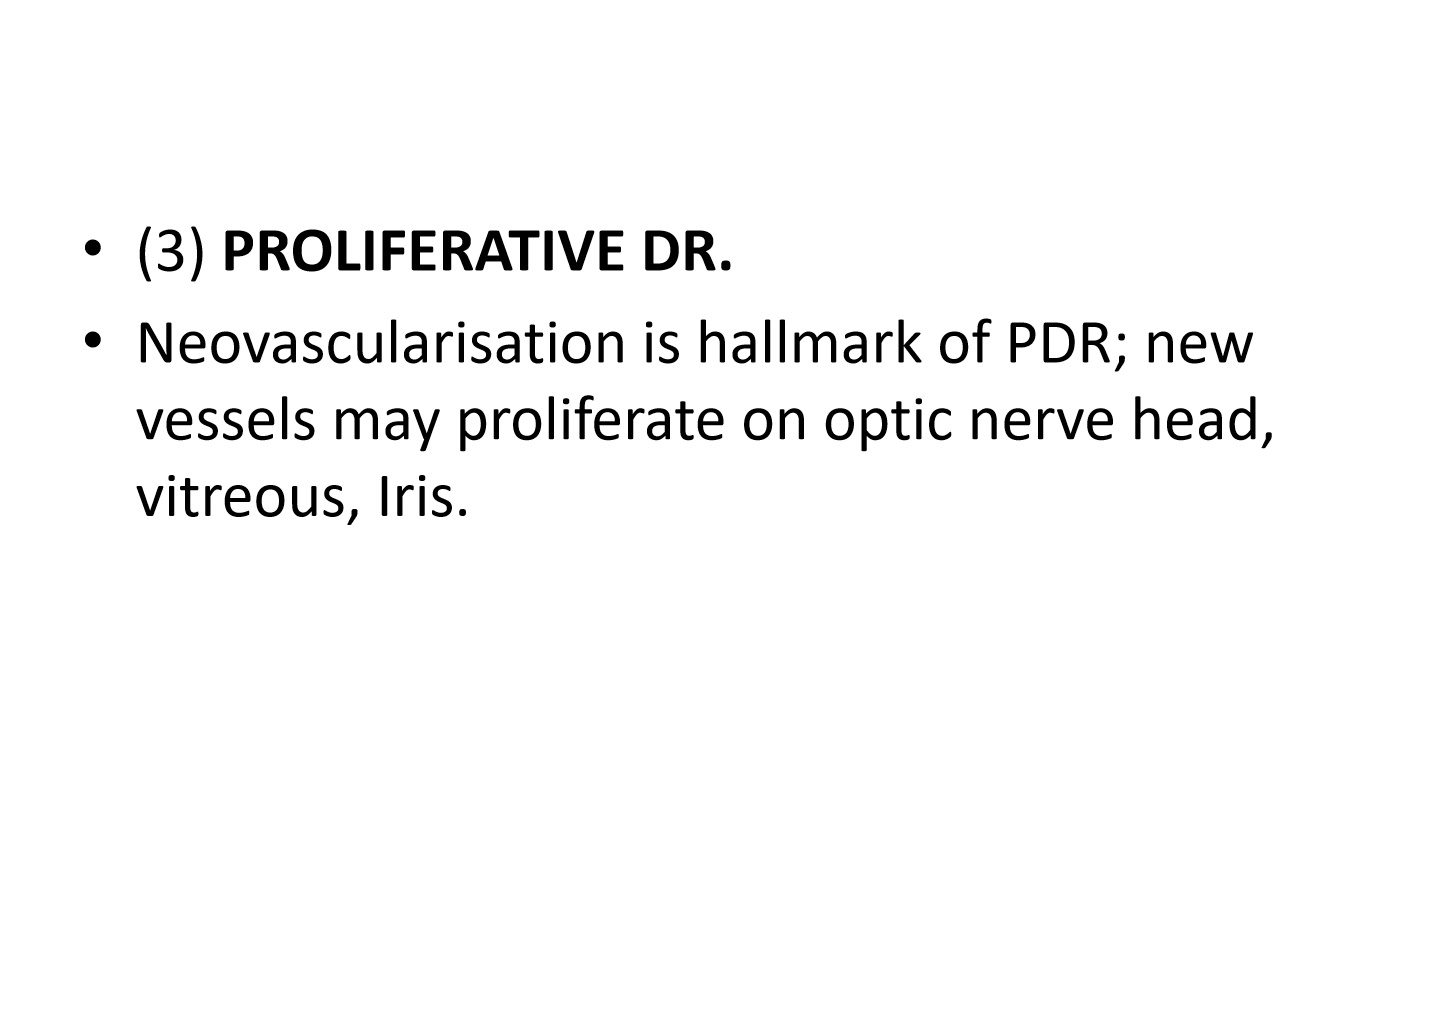 • (3) PROLIFERATIVE DR.
• Neovascularisation is hallmark of PDR; new
vessels may proliferate on optic nerve head,
vitreous, Iris.